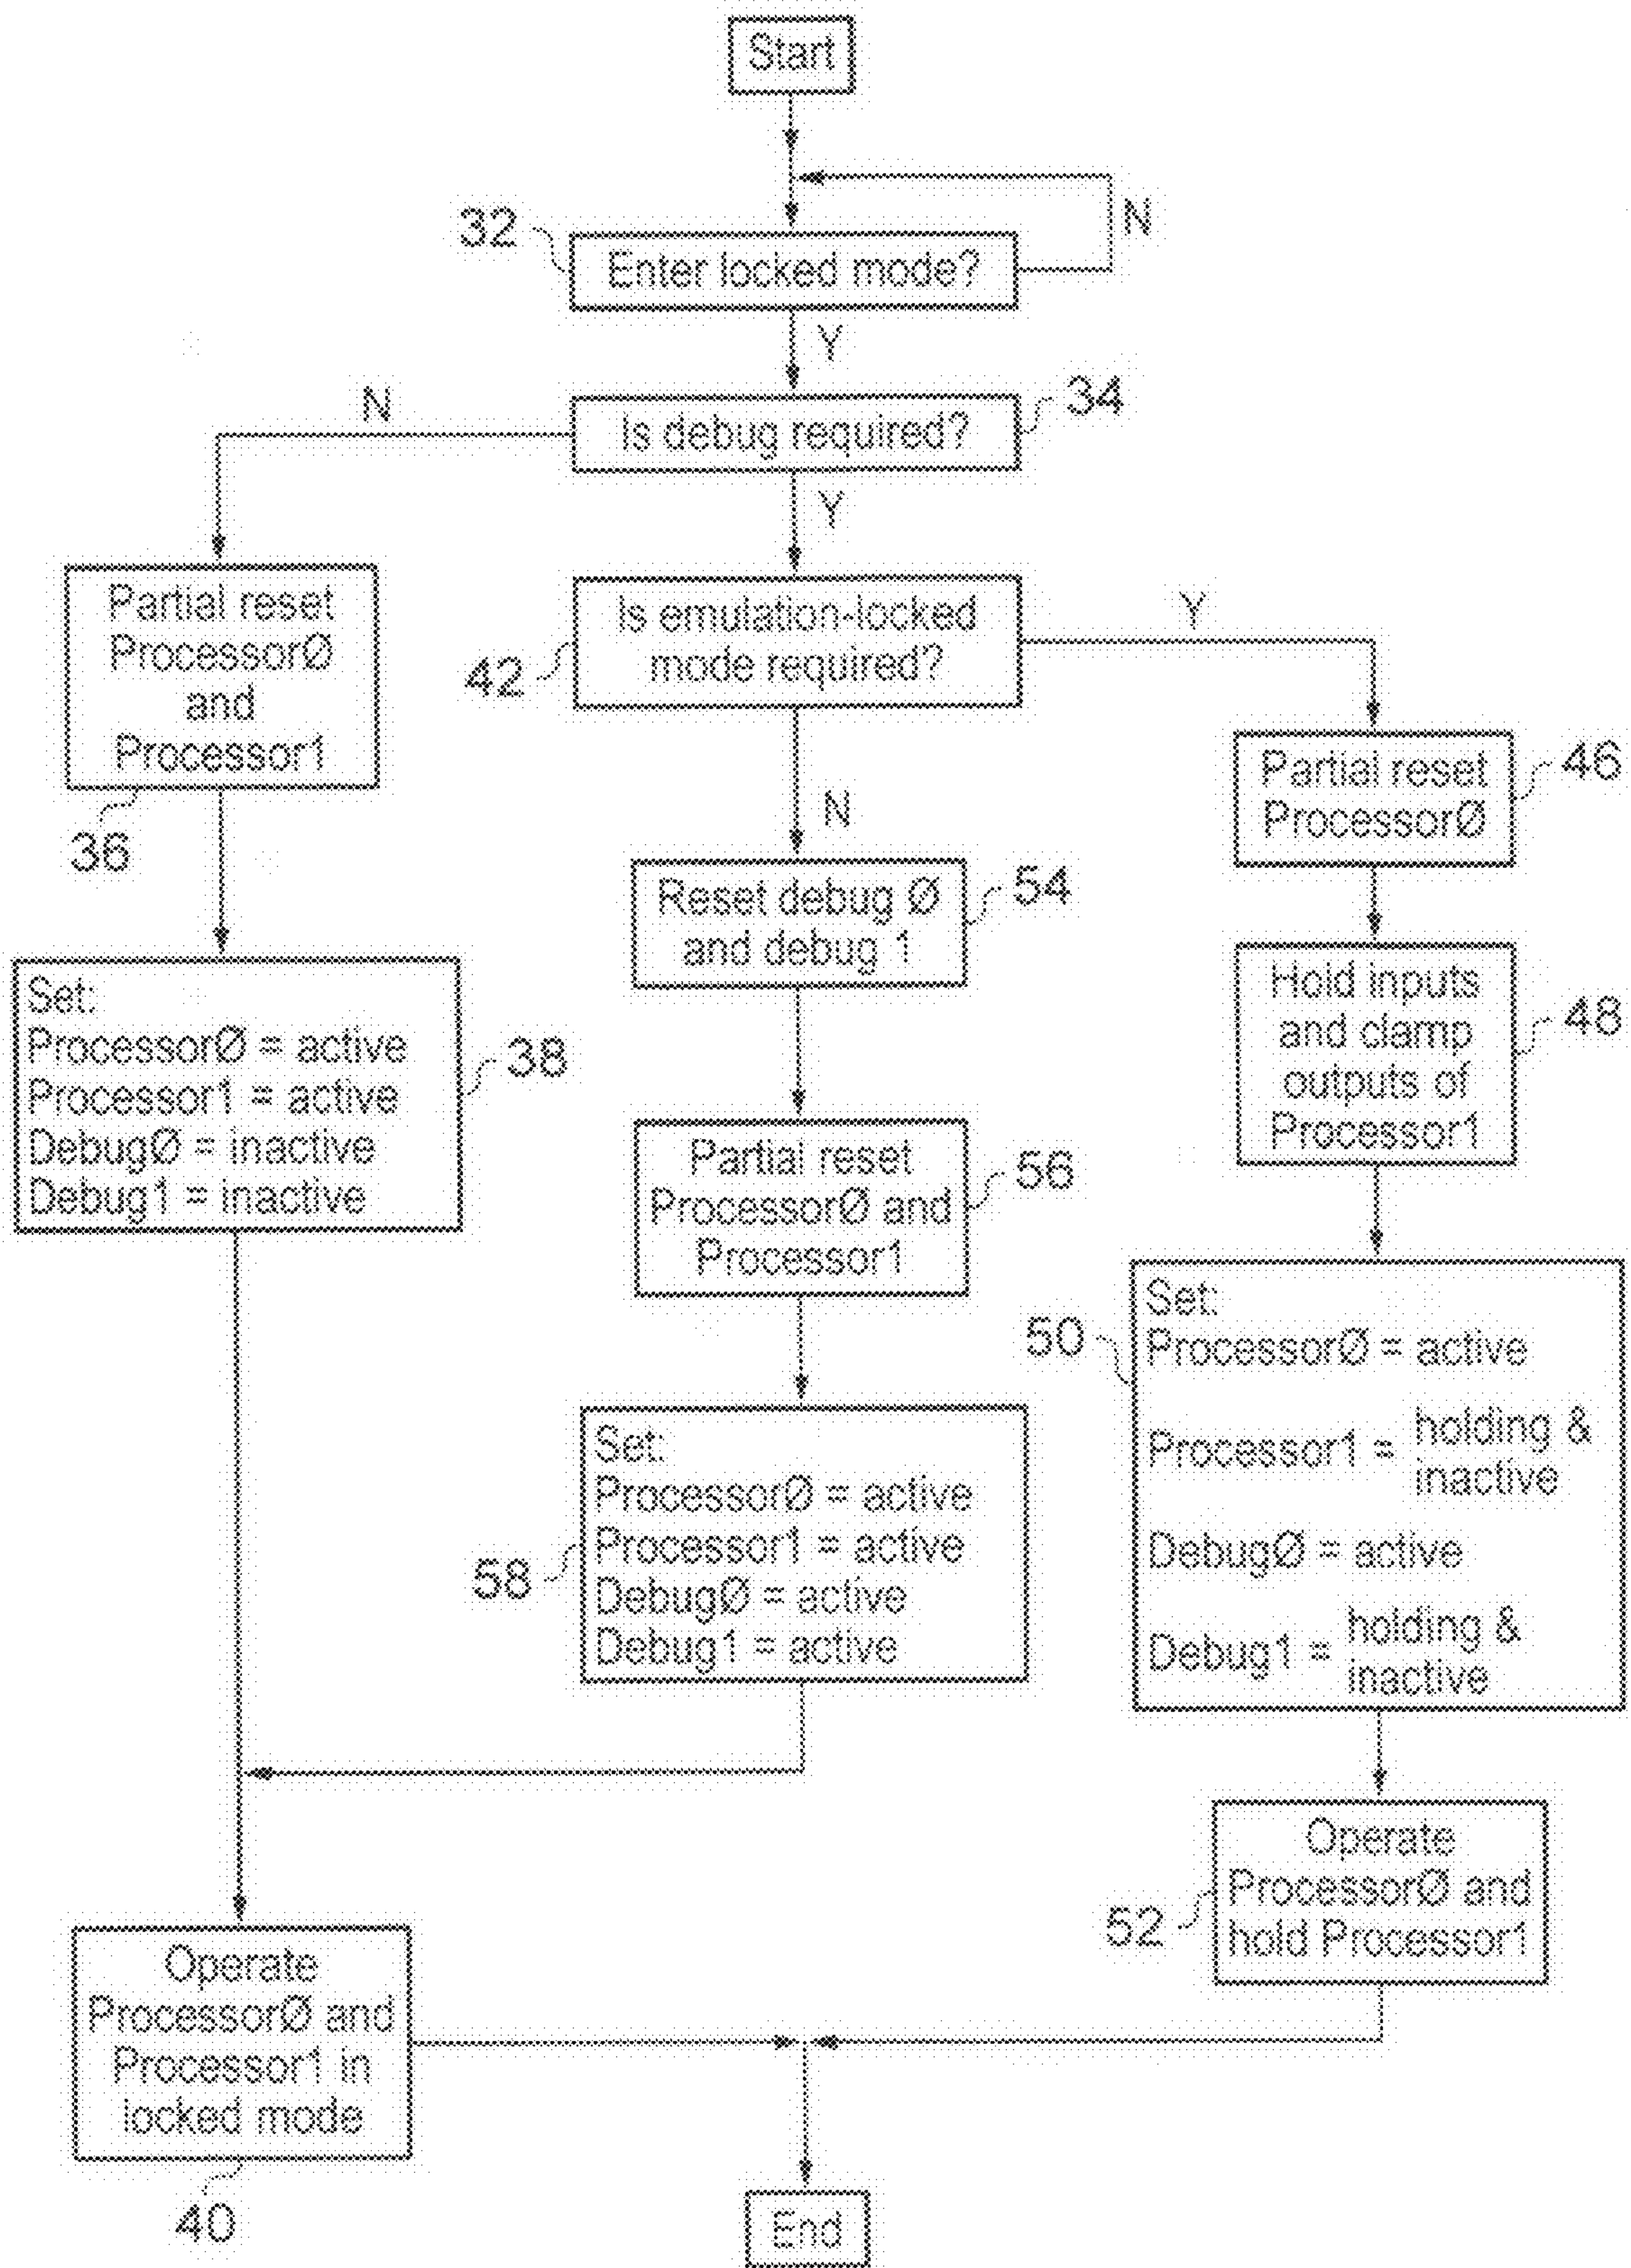 Start
N
32
Enter locked mode?
Y
34
N
Is debug required?
Y
Partial reset
ProcessorØ
and
Processor1
36
Is emulation-locked
mode required?
42
Y
N
Partial reset
ProcessorØ
46
Reset debug Ø
and debug 1
54
Hold inputs
and clamp
outputs of
Processor1
48
Set:
ProcessorØ = active
Processor1 = active
DebugØ = inactive
Debug1 = inactive
38
Partial reset
ProcessorØ and
Processor1
56
50
Set:
ProcessorØ = active
Processor1 = holding &
inactive
DebugØ = active
Debug1 = holding &
inactive
58
Set:
ProcessorØ = active
Processor1 = active
DebugØ = active
Debug1 = active
Operate
ProcessorØ and
hold Processor1
52
Operate
ProcessorØ and
Processor1 in
locked mode
40
End